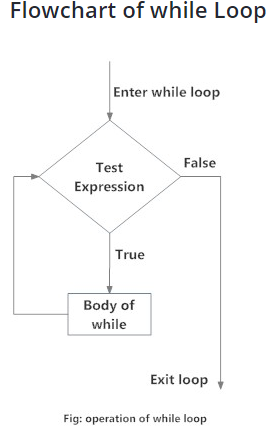 Flowchart of while Loop
Enter while loop
Test
Expression
False
True
Body of
while
Exit loop
Fig: operation of while loop